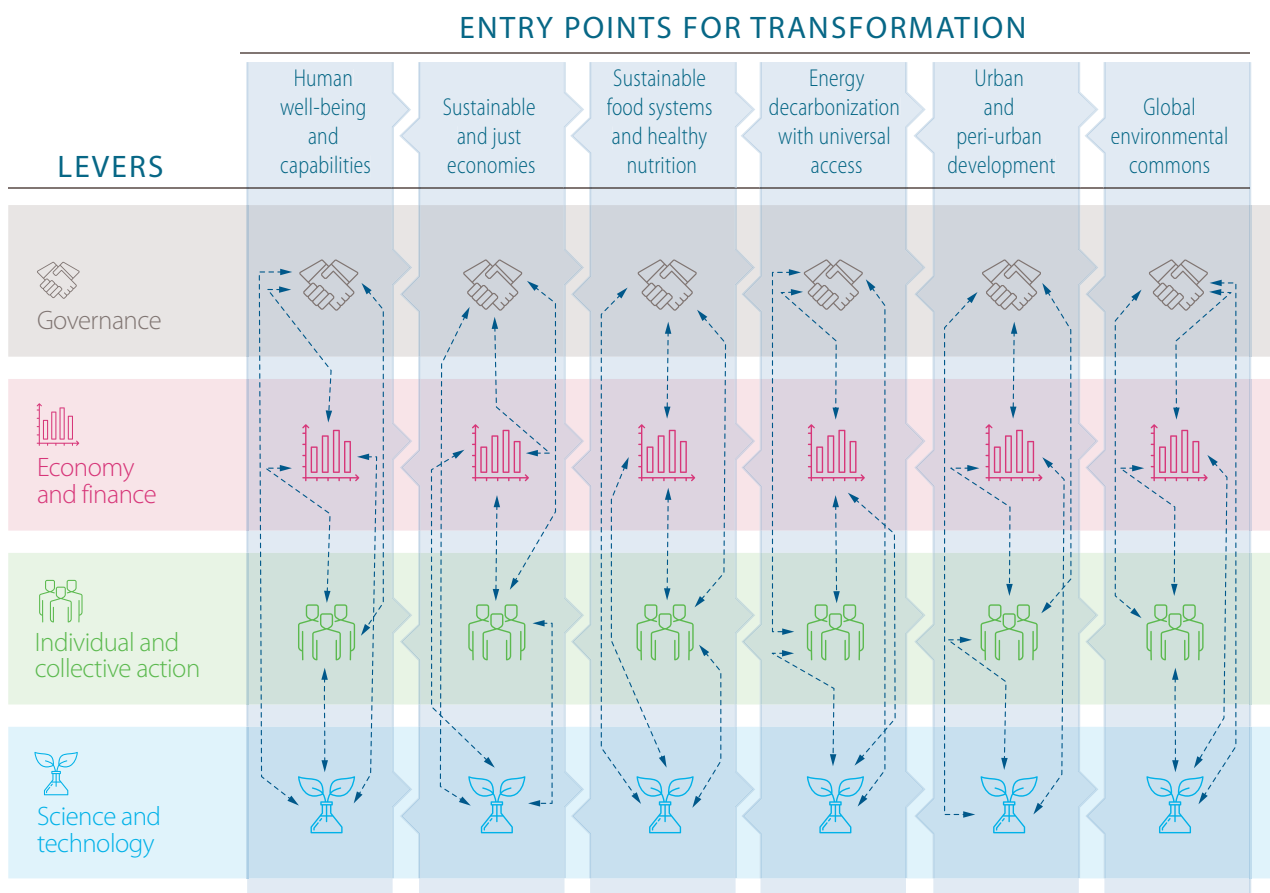 ENTRY POINTS FOR TRANSFORMATION
LEVERS
Human
well-being
and
capabilities
Sustainable
and just
economies
Sustainable
food systems
and healthy
nutrition
Energy
decarbonization
with universal
access
Urban
and
peri-urban
development
Global
environmental
commons
Governance
Economy
and finance
Individual and
collective action
Science and
technology